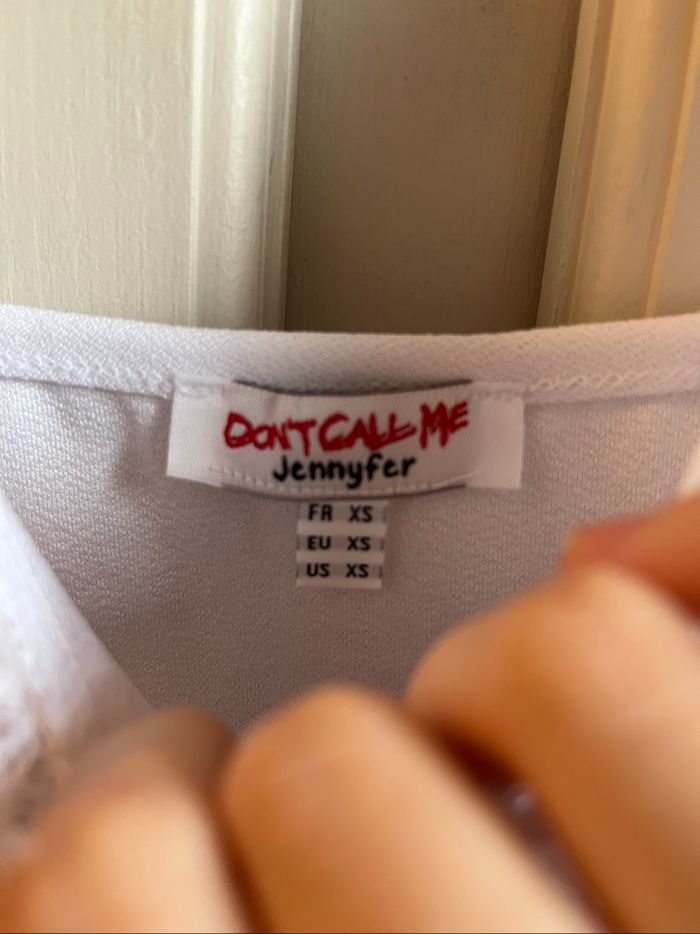 DON'T CALL ME
Jennyfer
FR XS
EU XS
US XS